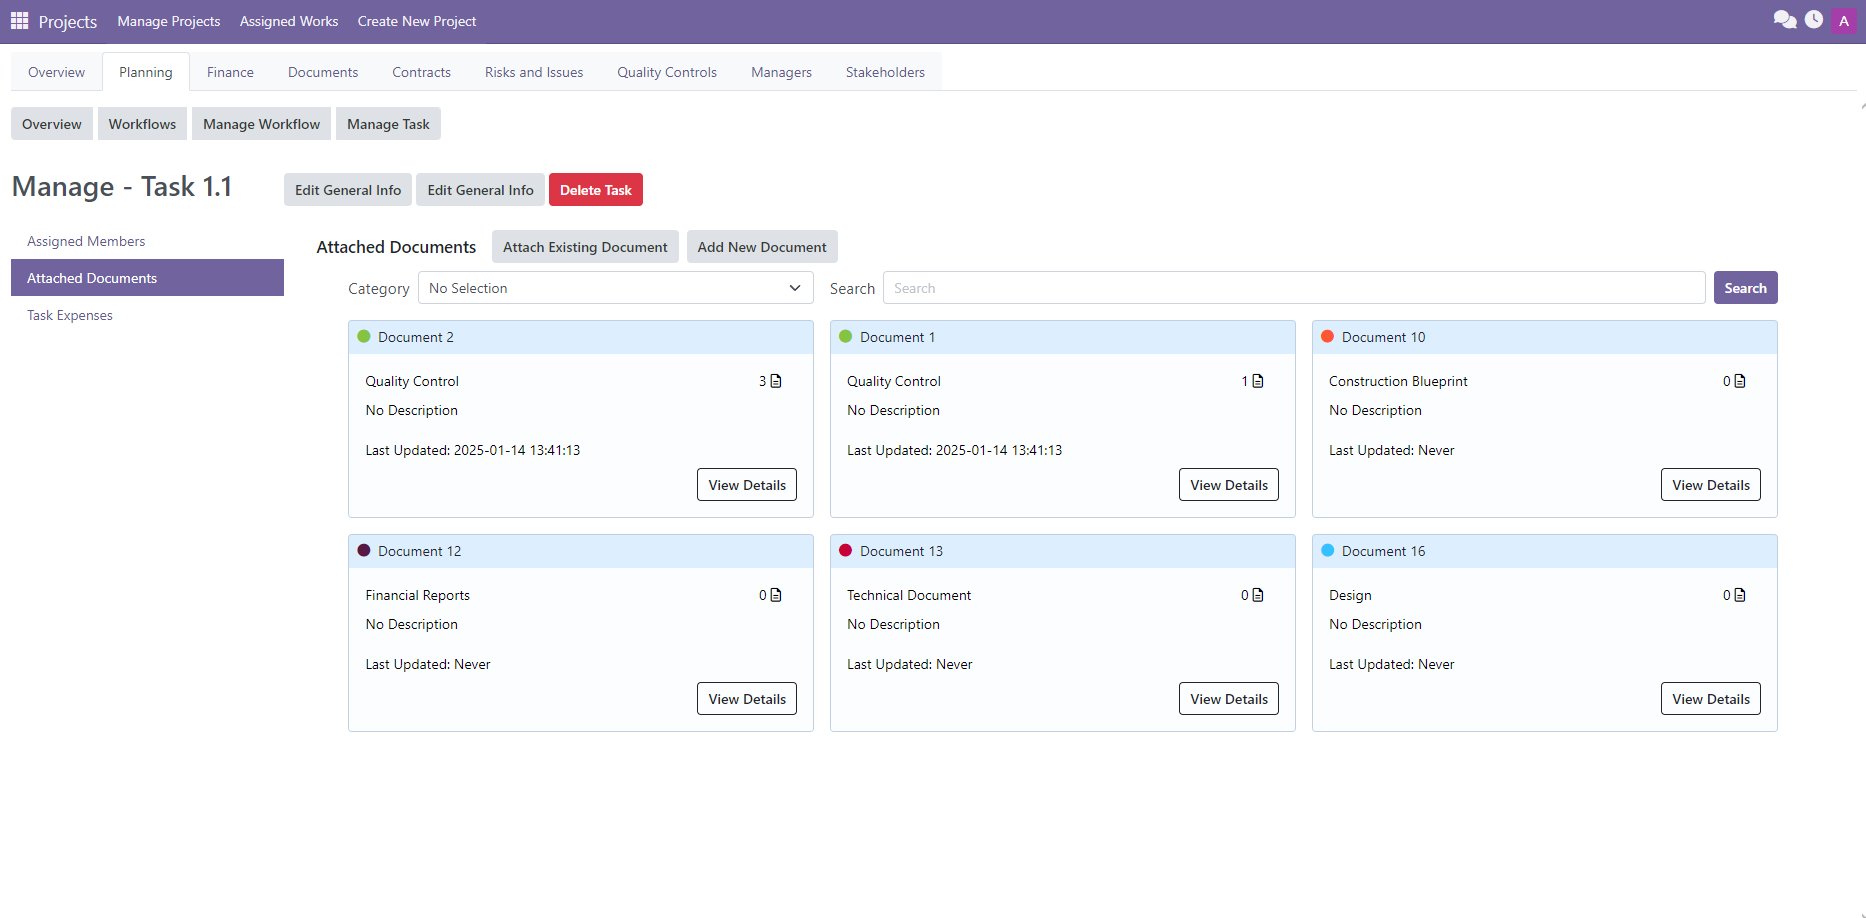 Projects Manage Projects Assigned Works Create New Project A
Overview Planning Finance Documents Contracts Risks and Issues Quality Controls Managers Stakeholders
Overview Workflows Manage Workflow Manage Task
Manage - Task 1.1 Edit General Info Edit General Info Delete Task
Assigned Members
Attached Documents
Task Expenses
Attached Documents Attach Existing Document Add New Document
Category No Selection Search Search Search
Document 2
Quality Control 3
No Description
Last Updated: 2025-01-14 13:41:13
View Details
Document 1
Quality Control 1
No Description
Last Updated: 2025-01-14 13:41:13
View Details
Document 10
Construction Blueprint 0
No Description
Last Updated: Never
View Details
Document 12
Financial Reports 0
No Description
Last Updated: Never
View Details
Document 13
Technical Document 0
No Description
Last Updated: Never
View Details
Document 16
Design 0
No Description
Last Updated: Never
View Details